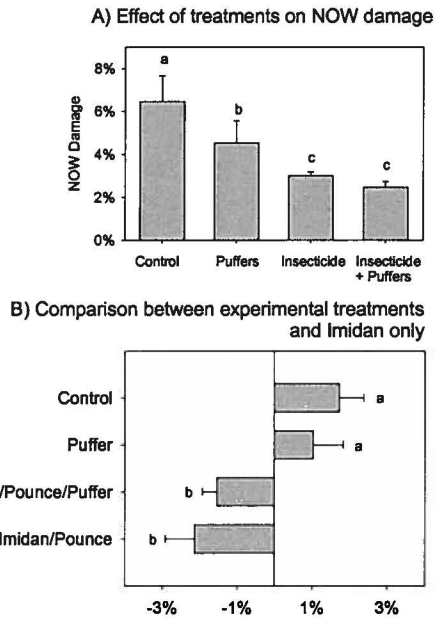 A) Effect of treatments on NOW damage
8%
6%
4%
2%
0%
NOW Damage
a
b
c
c
Control
Puffers
Insecticide
Insecticide
+ Puffers
B) Comparison between experimental treatments
and Imidan only
Control
a
Puffer
a
/Pounce/Puffer
b
Imidan/Pounce
b
-3%
-1%
1%
3%